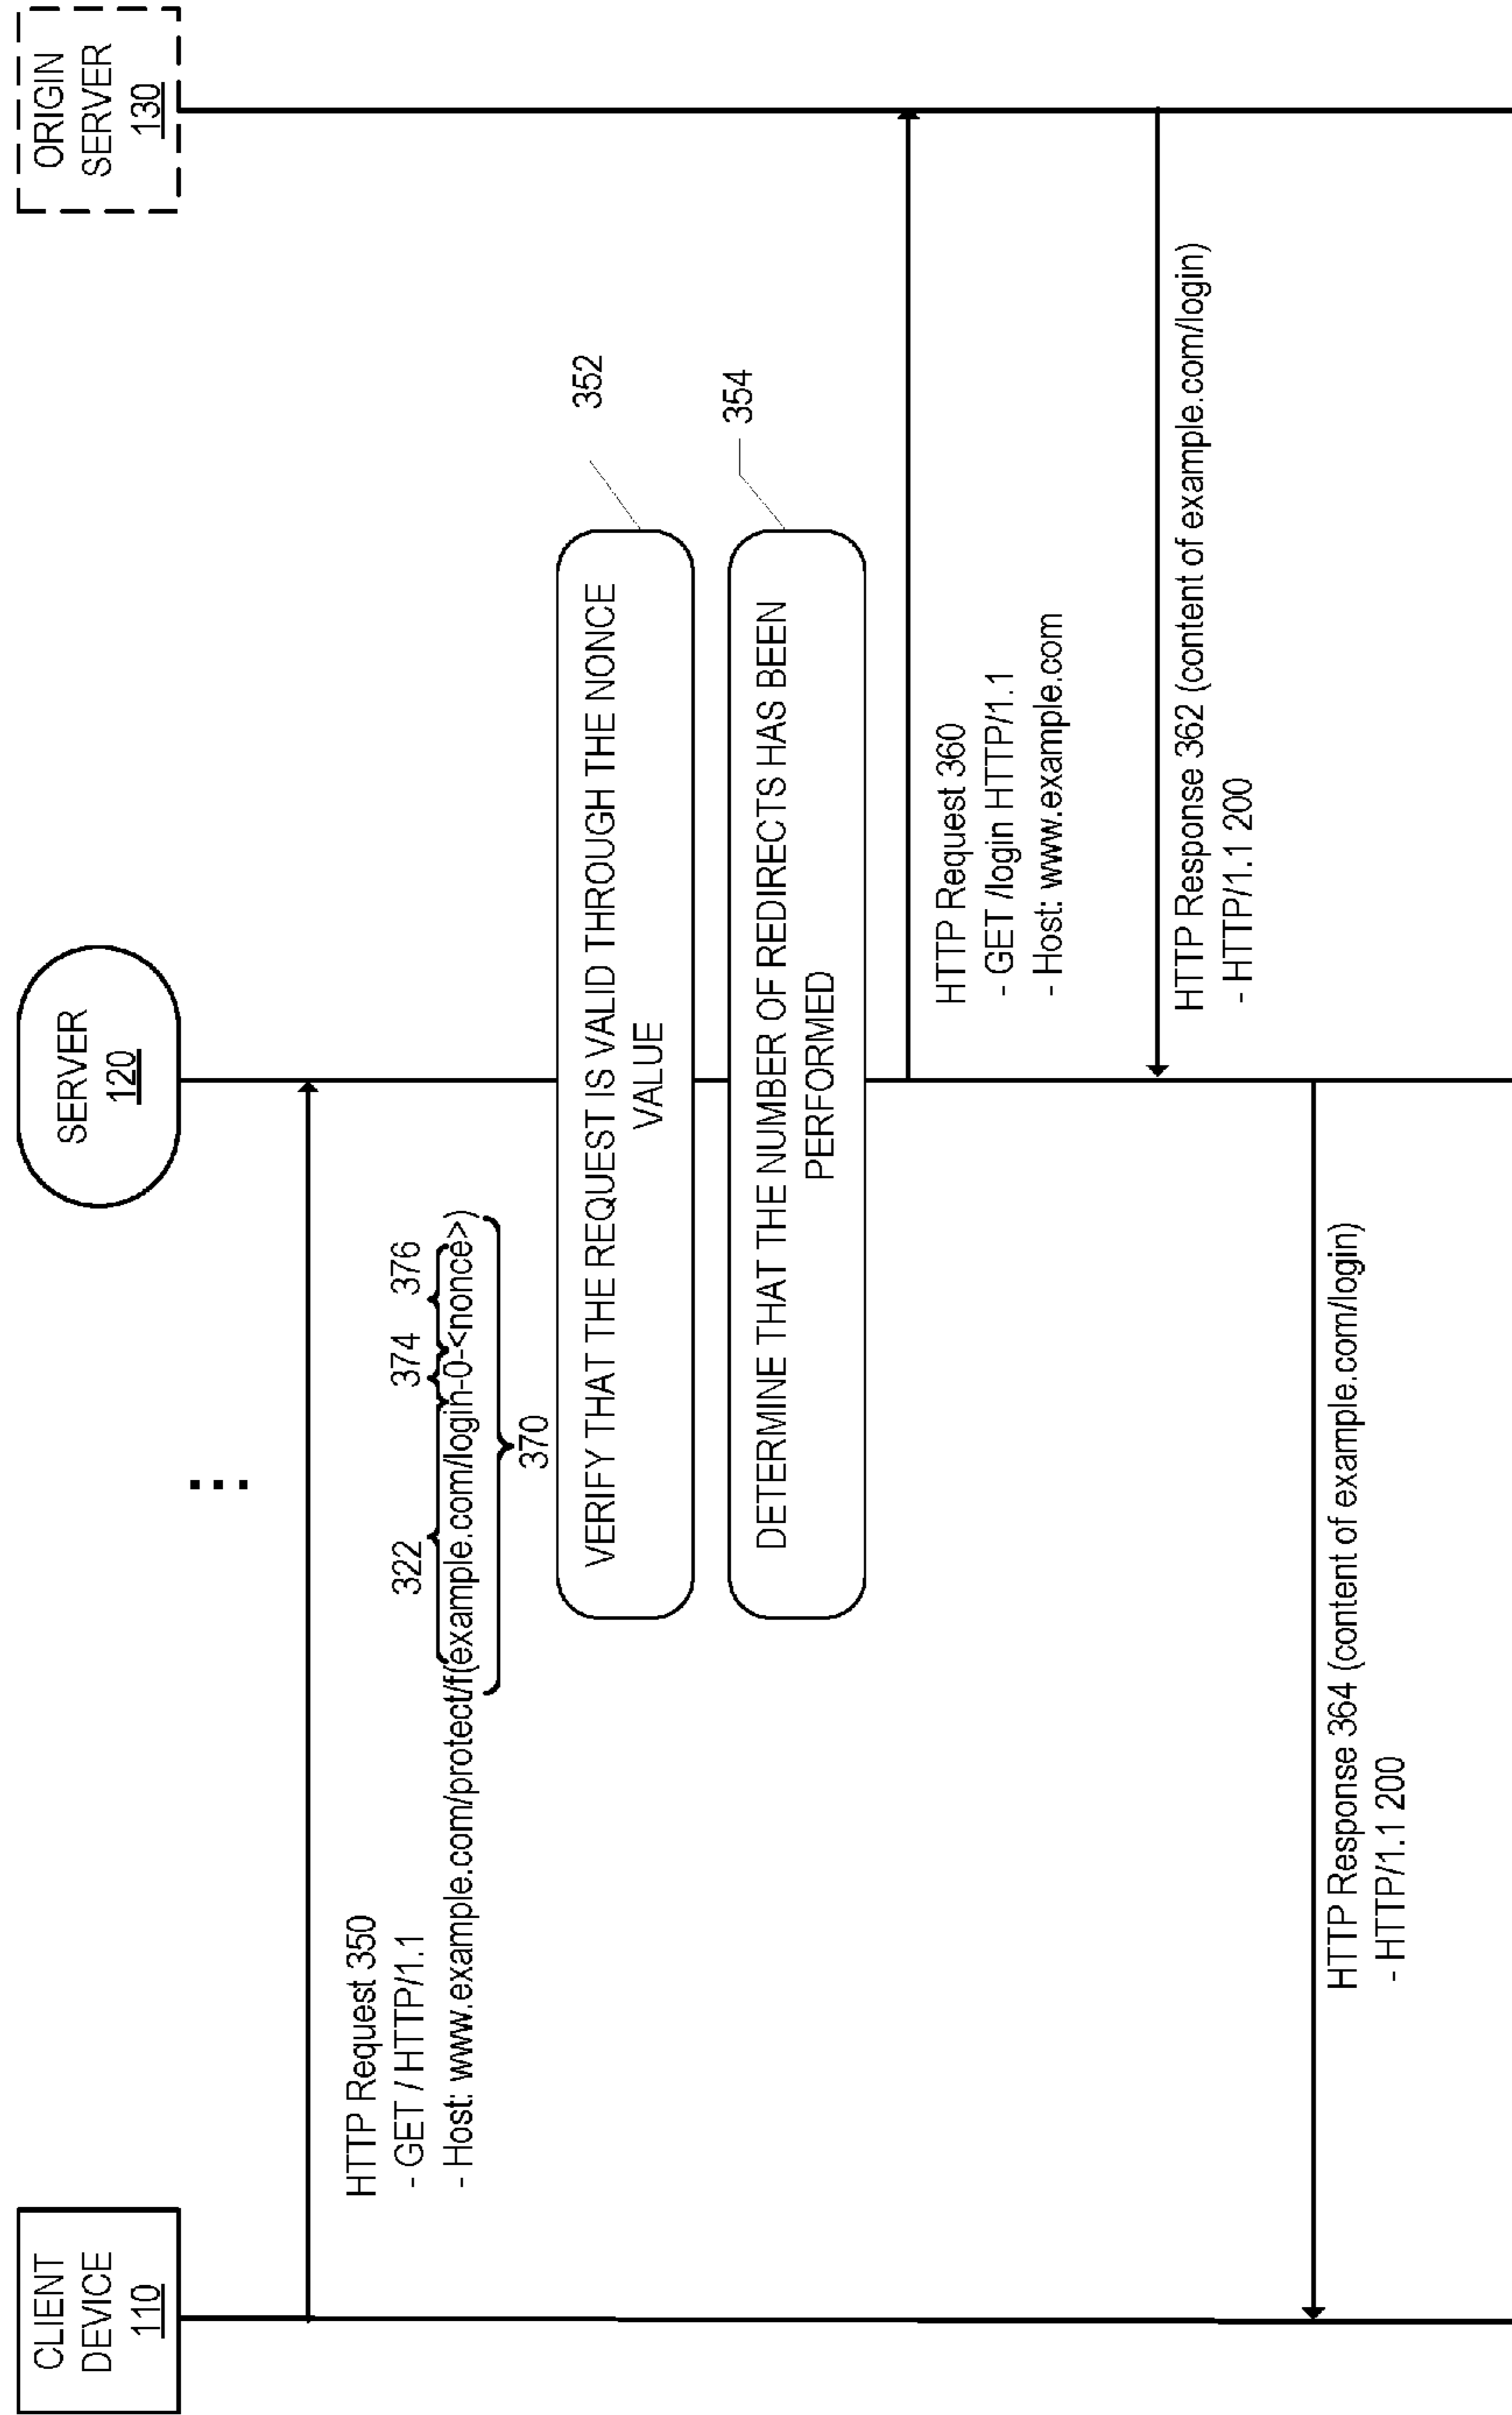 CLIENT
DEVICE
110
SERVER
120
ORIGIN
SERVER
130
...
HTTP Request 350
- GET / HTTP/1.1
322
374
376
- Host: www.example.com/protect/f(example.com/login-0-<nonce>)
370
VERIFY THAT THE REQUEST IS VALID THROUGH THE NONCE
VALUE
352
DETERMINE THAT THE NUMBER OF REDIRECTS HAS BEEN
PERFORMED
354
HTTP Request 360
- GET /login HTTP/1.1
- Host: www.example.com
HTTP Response 362 (content of example.com/login)
- HTTP/1.1 200
HTTP Response 364 (content of example.com/login)
- HTTP/1.1 200